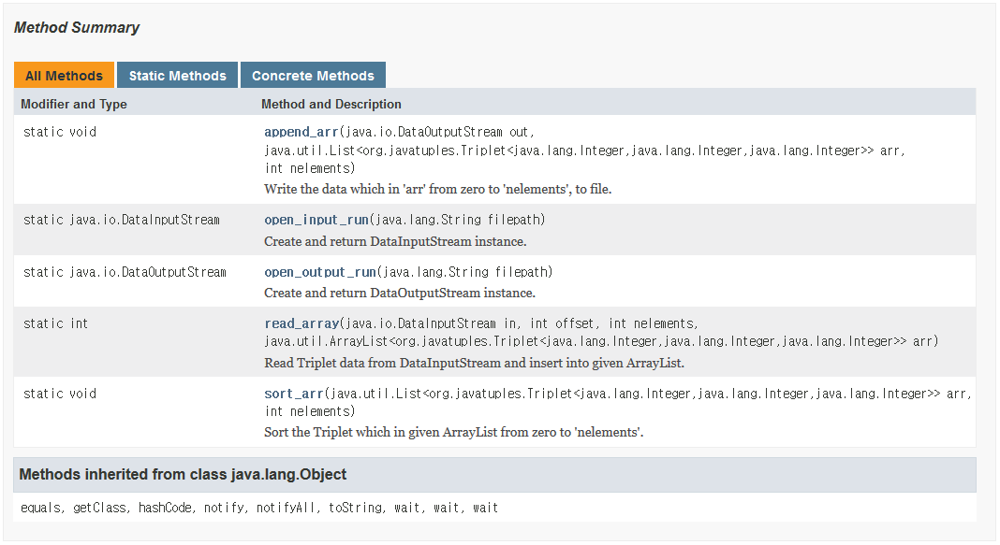 Method Summary
All Methods Static Methods Concrete Methods
Modifier and Type Method and Description
static void append_arr(java.io.DataOutputStream out,
java.util.List<org.javatuples.Triplet<java.lang.Integer,java.lang.Integer,java.lang.Integer>> arr,
int nelements)
Write the data which in 'arr' from zero to 'nelements', to file.
static java.io.DataInputStream open_input_run(java.lang.String filepath)
Create and return DataInputStream instance.
static java.io.DataOutputStream open_output_run(java.lang.String filepath)
Create and return DataOutputStream instance.
static int read_array(java.io.DataInputStream in, int offset, int nelements,
java.util.ArrayList<org.javatuples.Triplet<java.lang.Integer,java.lang.Integer,java.lang.Integer>> arr)
Read Triplet data from DataInputStream and insert into given ArrayList.
static void sort_arr(java.util.List<org.javatuples.Triplet<java.lang.Integer,java.lang.Integer,java.lang.Integer>> arr,
int nelements)
Sort the Triplet which in given ArrayList from zero to 'nelements'.
Methods inherited from class java.lang.Object
equals, getClass, hashCode, notify, notifyAll, toString, wait, wait, wait